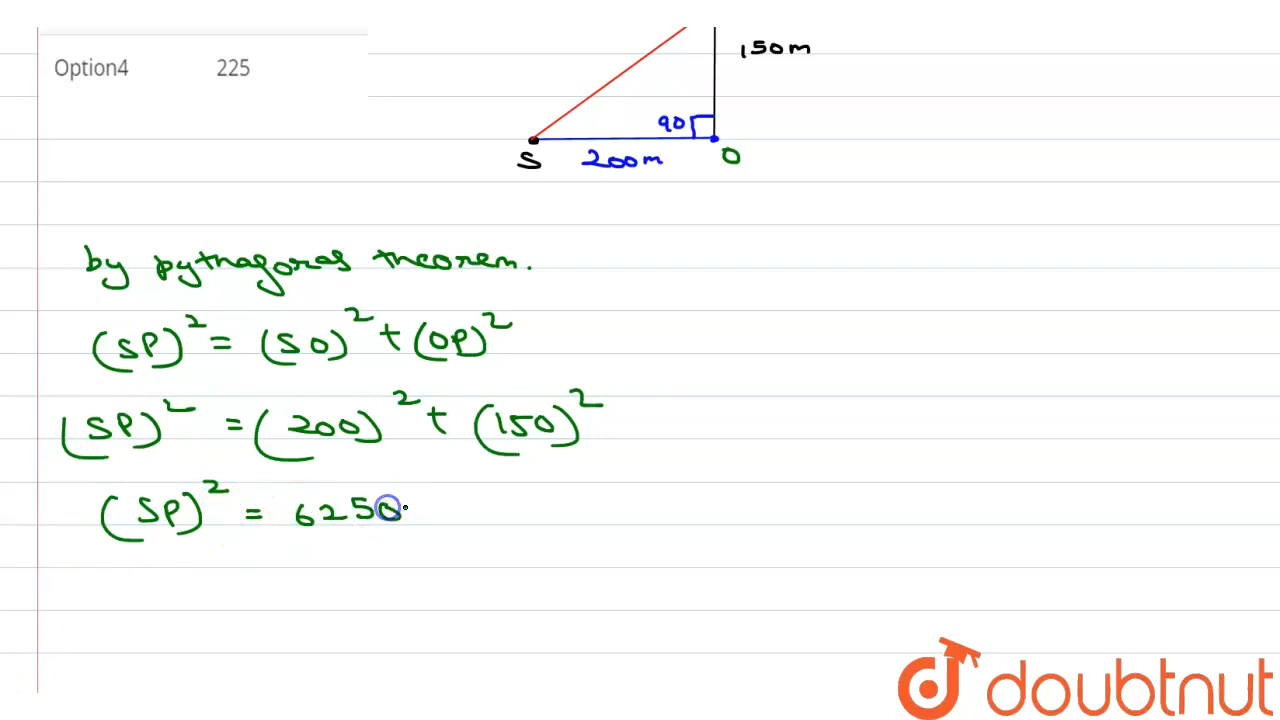 150m
Option4 225
90
S 200m O
by pythagoras theorem.
(SP)² = (SO)² + (OP)²
(SP)² = (200)² + (150)²
(SP)² = 6250
doubtnut